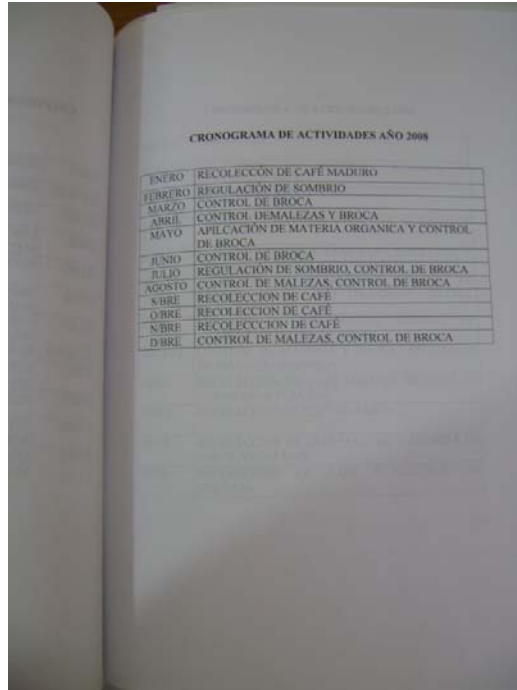 CRONOGRAMA DE ACTIVIDADES AÑO 2008
ENERO RECOLECCÓN DE CAFÉ MADURO
FEBRERO REGULACIÓN DE SOMBRIO
MARZO CONTROL DE BROCA
ABRIL CONTROL DEMALEZAS Y BROCA
MAYO APILCACIÓN DE MATERIA ORGANICA Y CONTROL
DE BROCA
JUNIO CONTROL DE BROCA
JULIO REGULACIÓN DE SOMBRIO, CONTROL DE BROCA
AGOSTO CONTROL DE MALEZAS, CONTROL DE BROCA
S/BRE RECOLECCION DE CAFÉ
O/BRE RECOLECCION DE CAFÉ
N/BRE RECOLECCCION DE CAFÉ
D/BRE CONTROL DE MALEZAS, CONTROL DE BROCA